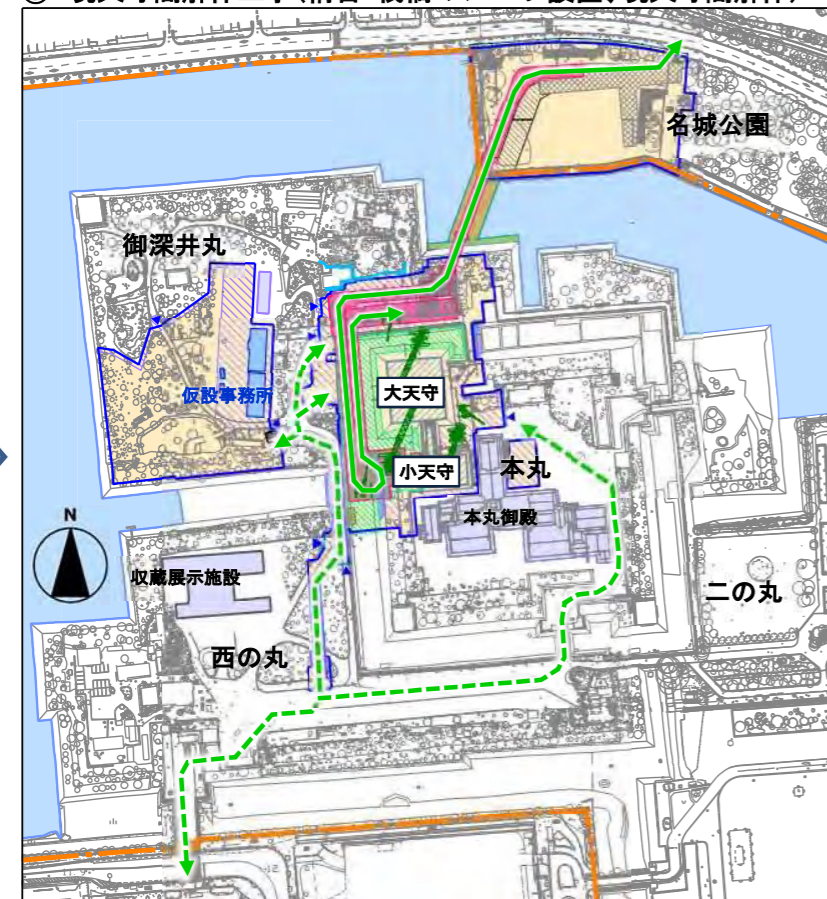 名城公園
御深井丸
仮設事務所
大天守
小天守
本丸
本丸御殿
N
収蔵展示施設
二の丸
西の丸